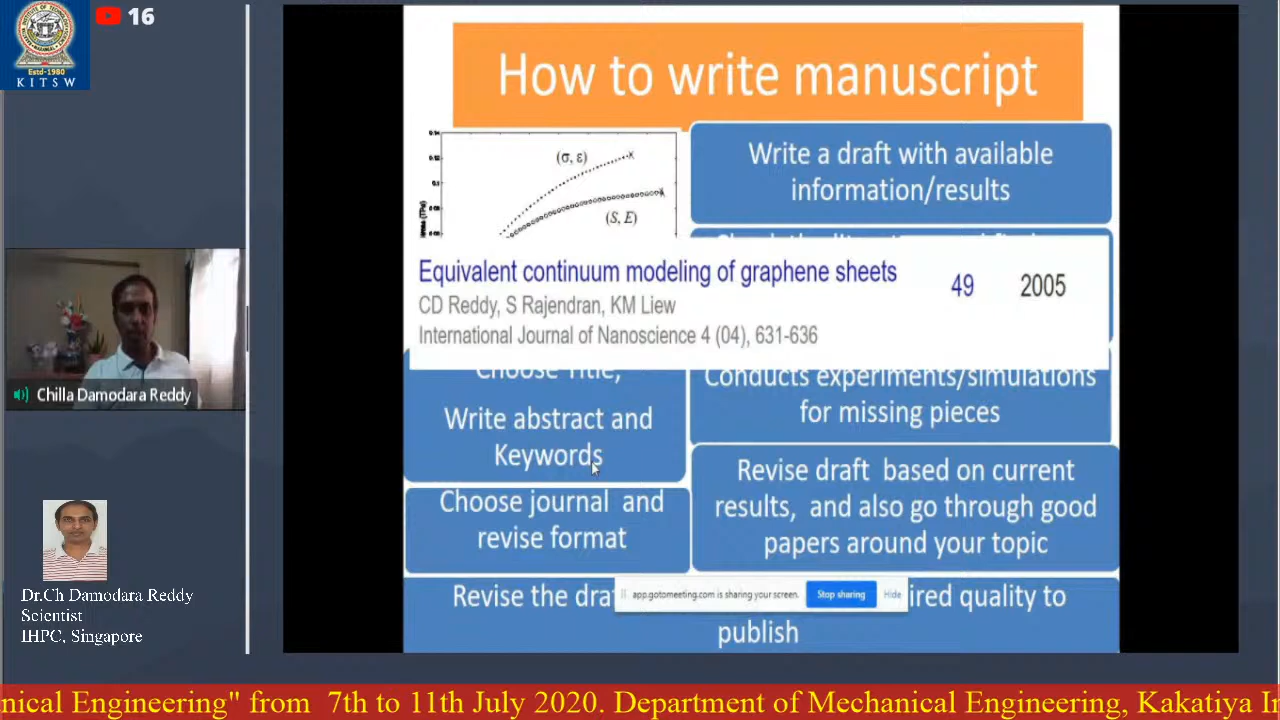 16
Estd-1980
K I T S W
How to write manuscript
(σ, ε)
(S, E)
Write a draft with available
information/results
Equivalent continuum modeling of graphene sheets 49 2005
CD Reddy, S Rajendran, KM Liew
International Journal of Nanoscience 4 (04), 631-636
Choose Title,
Write abstract and
Keywords
Conducts experiments/simulations
for missing pieces
Choose journal and
revise format
Revise draft based on current
results, and also go through good
papers around your topic
Revise the ired quality to
publish
app.gotomeeting.com is sharing your screen. Stop sharing Hide
Chilla Damodara Reddy
Dr.Ch Damodara Reddy
Scientist
IHPC, Singapore
nical Engineering" from 7th to 11th July 2020. Department of Mechanical Engineering, Kakatiya In